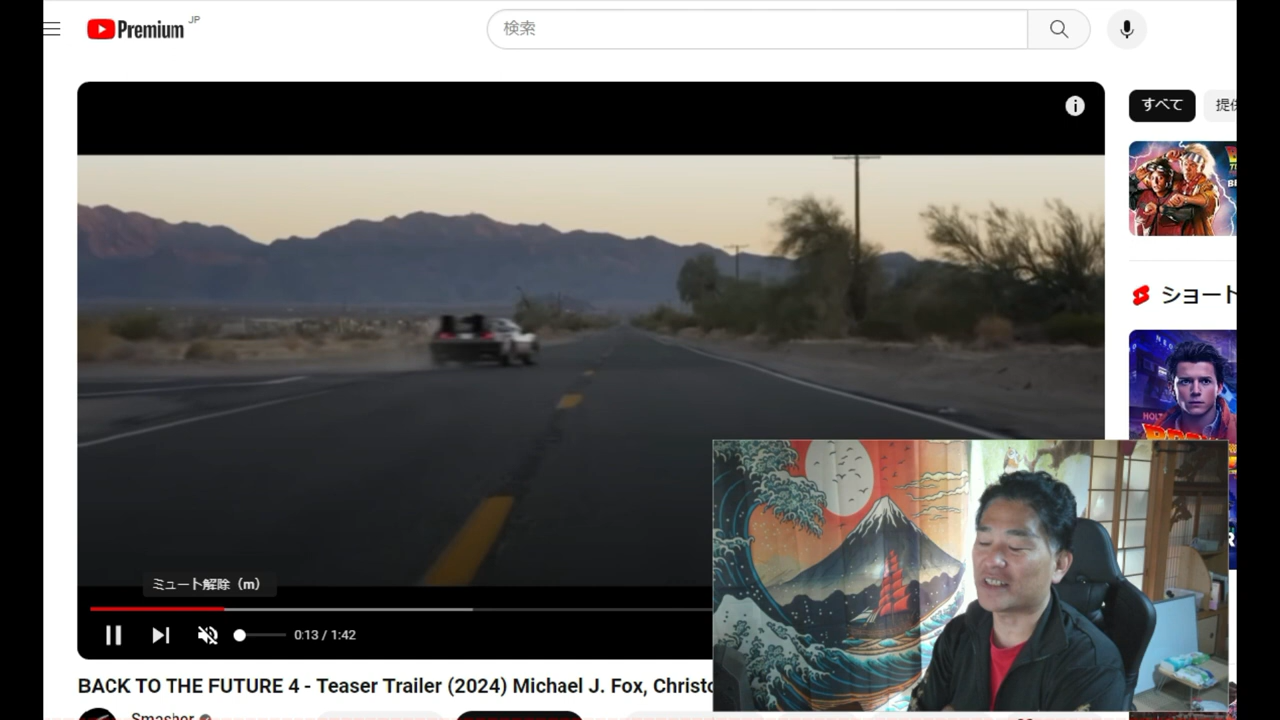 Premium JP
検索
すべて
ショート
ミュート解除（m）
0:13 / 1:42
BACK TO THE FUTURE 4 - Teaser Trailer (2024) Michael J. Fox,
Smasher